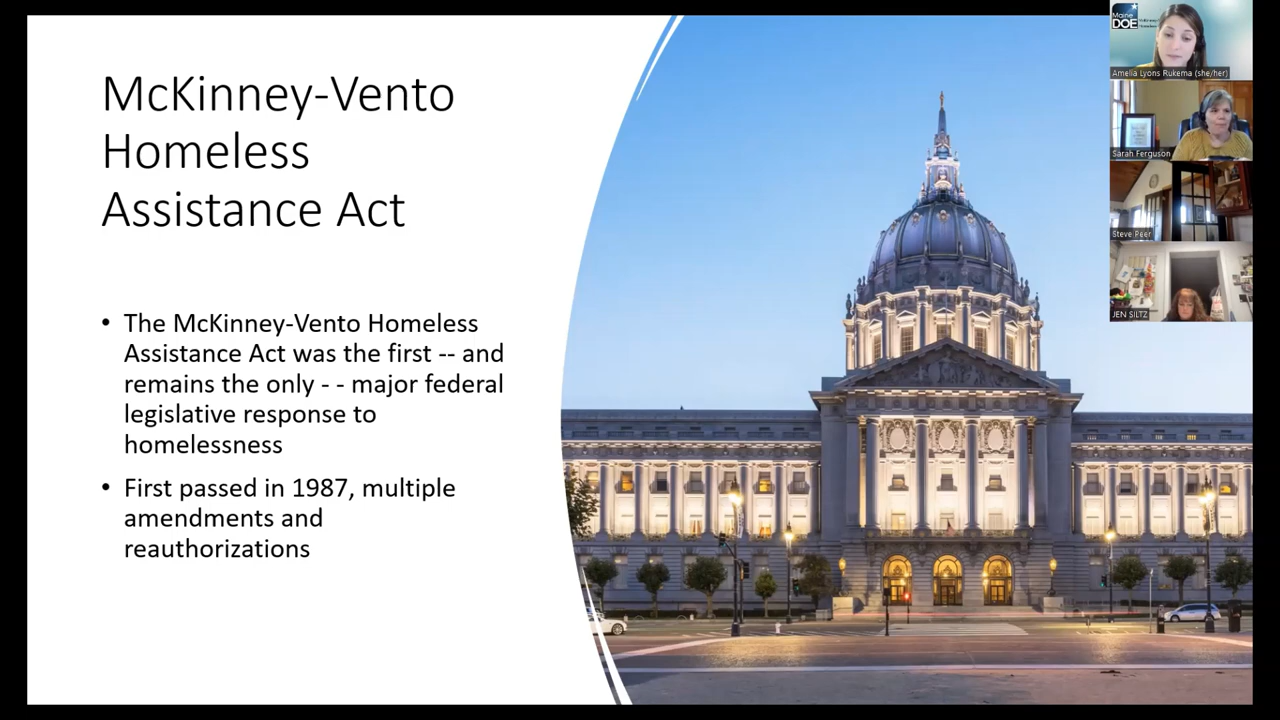 McKinney-Vento
Homeless
Assistance Act
• The McKinney-Vento Homeless
Assistance Act was the first -- and
remains the only - - major federal
legislative response to
homelessness
• First passed in 1987, multiple
amendments and
reauthorizations
Maine
DOE
Amelia Lyons Rukema (she/her)
Sarah Ferguson
Steve Peer
JEN SILTZ